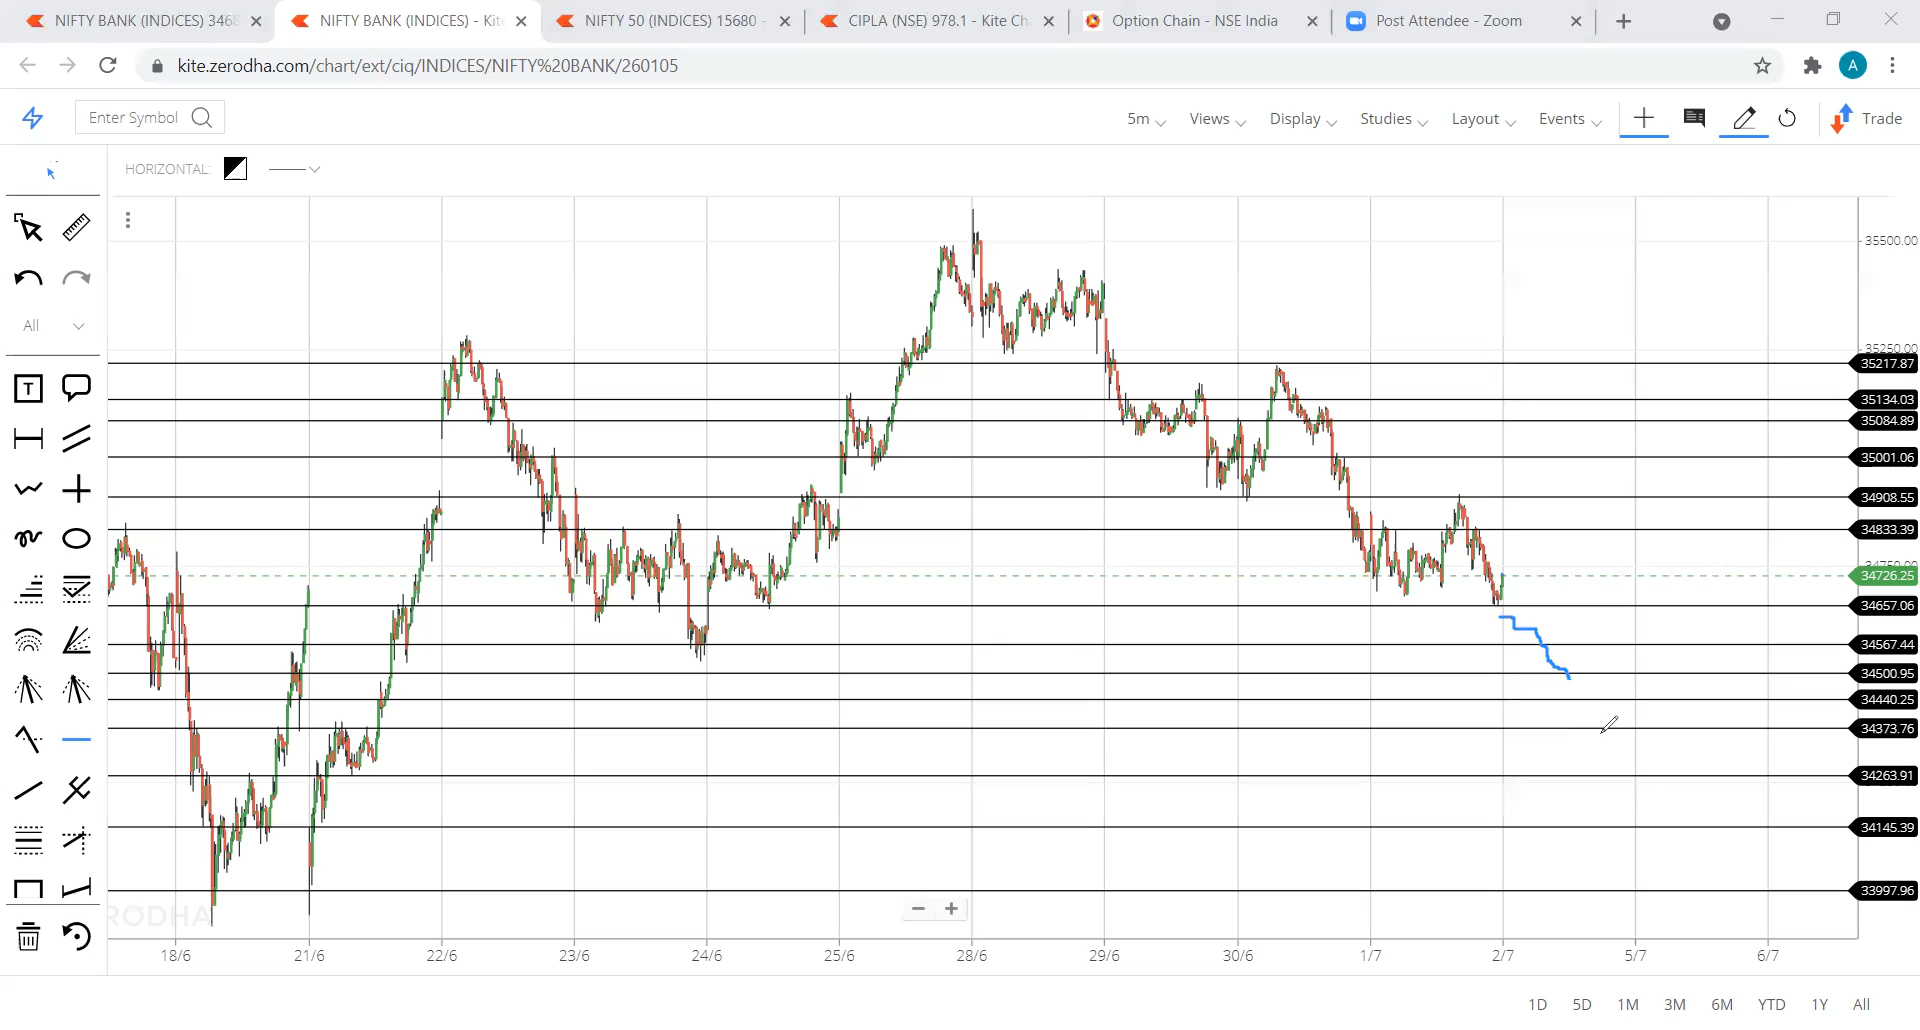 NIFTY BANK (INDICES) 3468
NIFTY BANK (INDICES) - Kit
NIFTY 50 (INDICES) 15680 -
CIPLA (NSE) 978.1 - Kite Ch
Option Chain - NSE India
Post Attendee - Zoom
kite.zerodha.com/chart/ext/ciq/INDICES/NIFTY%20BANK/260105
A
Enter Symbol
5m
Views
Display
Studies
Layout
Events
Trade
HORIZONTAL:
All
T
35500.00
35250.00
35217.87
35134.03
35084.89
35001.06
34908.55
34833.39
34750.00
34726.25
34657.06
34567.44
34500.95
34440.25
34373.76
34263.91
34145.39
33997.96
RODHA
18/6
21/6
22/6
23/6
24/6
25/6
28/6
29/6
30/6
1/7
2/7
5/7
6/7
1D
5D
1M
3M
6M
YTD
1Y
All